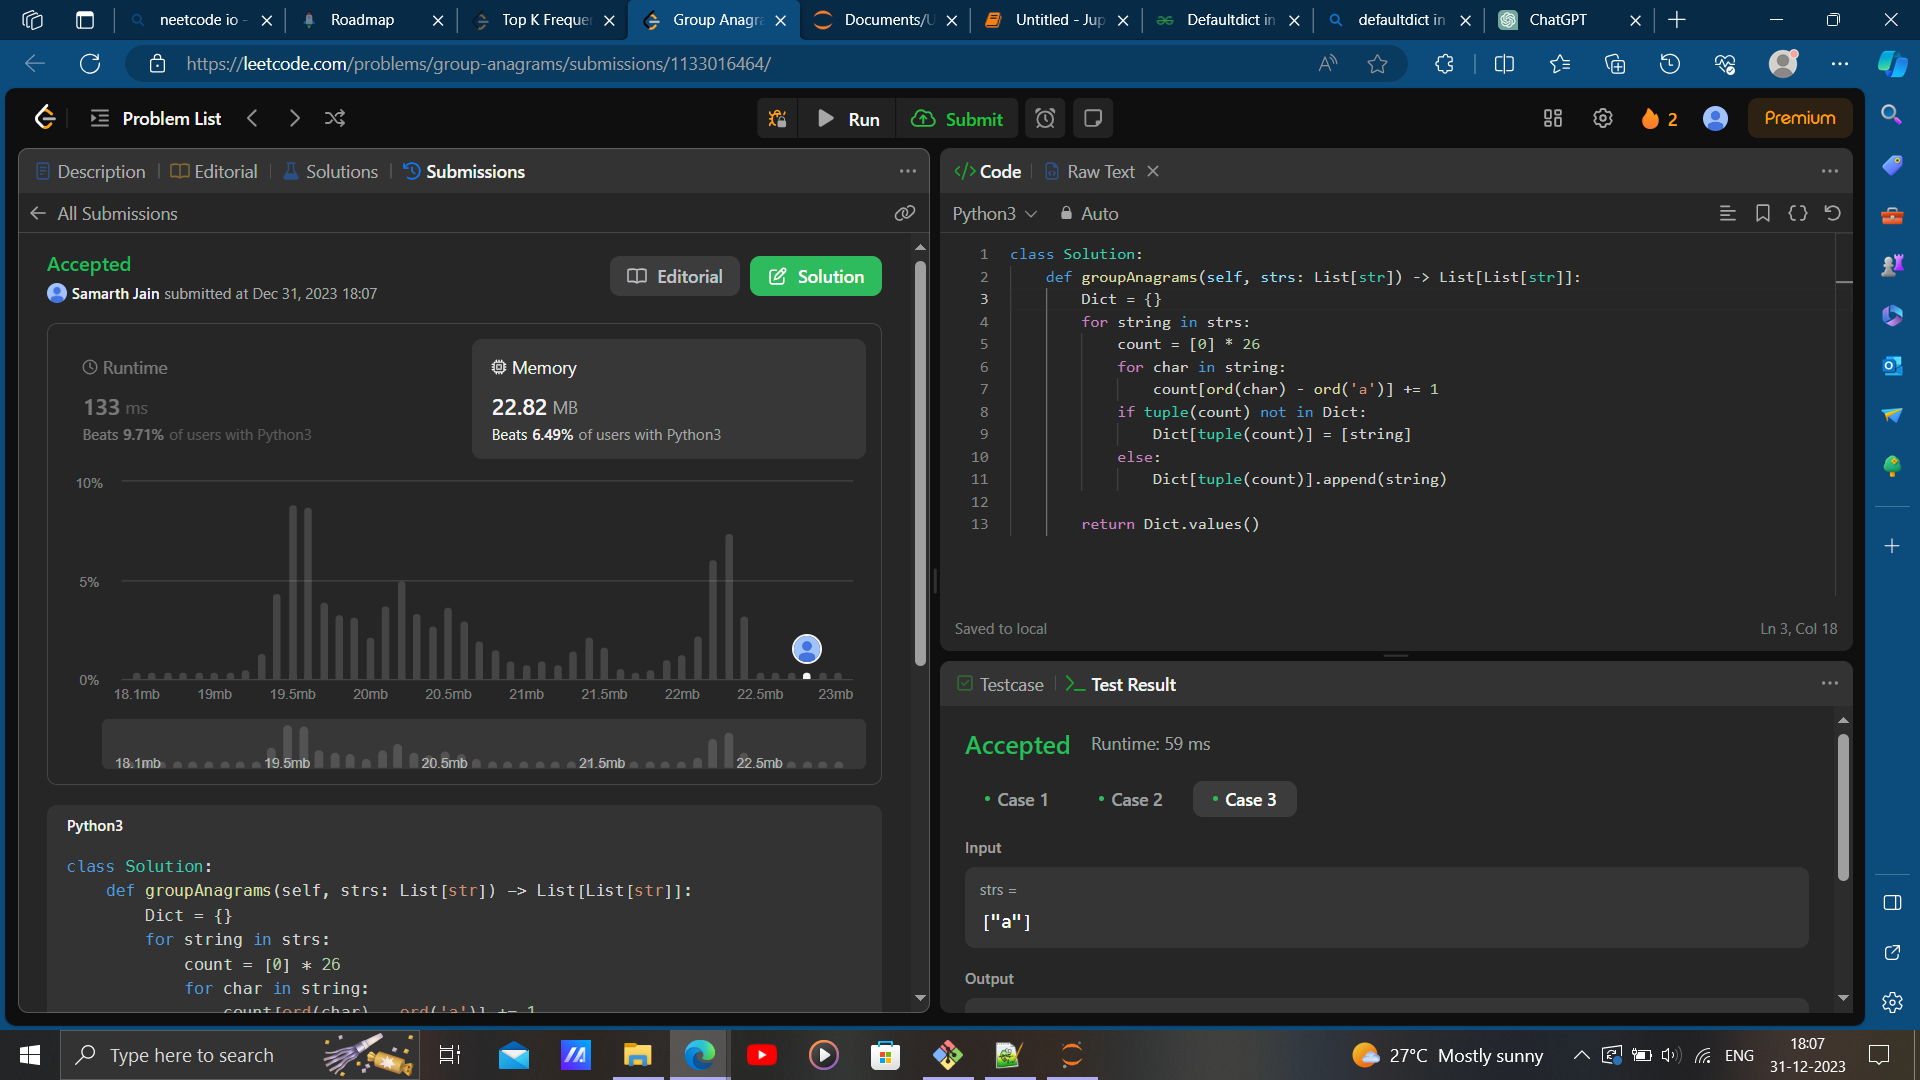 neetcode io -
Roadmap
Top K Freque
Group Anagra
Documents/U
Untitled - Jup
Defaultdict in
defaultdict in
ChatGPT
https://leetcode.com/problems/group-anagrams/submissions/1133016464/
Problem List
Run
Submit
2
Premium
Description
Editorial
Solutions
Submissions
All Submissions
Accepted
Samarth Jain submitted at Dec 31, 2023 18:07
Editorial
Solution
Runtime
133 ms
Beats 9.71% of users with Python3
Memory
22.82 MB
Beats 6.49% of users with Python3
10%
5%
0%
18.1mb 19mb 19.5mb 20mb 20.5mb 21mb 21.5mb 22mb 22.5mb 23mb
18.1mb 19.5mb 20.5mb 21.5mb 22.5mb
Python3
class Solution:
def groupAnagrams(self, strs: List[str]) -> List[List[str]]:
Dict = {}
for string in strs:
count = [0] * 26
for char in string:
count[ord(char) - ord('a')] += 1
</> Code
Raw Text
Python3
Auto
1 class Solution:
2 def groupAnagrams(self, strs: List[str]) -> List[List[str]]:
3 Dict = {}
4 for string in strs:
5 count = [0] * 26
6 for char in string:
7 count[ord(char) - ord('a')] += 1
8 if tuple(count) not in Dict:
9 Dict[tuple(count)] = [string]
10 else:
11 Dict[tuple(count)].append(string)
12
13 return Dict.values()
Saved to local
Ln 3, Col 18
Testcase
Test Result
Accepted Runtime: 59 ms
Case 1
Case 2
Case 3
Input
strs =
["a"]
Output
Type here to search
27°C Mostly sunny
ENG
18:07
31-12-2023